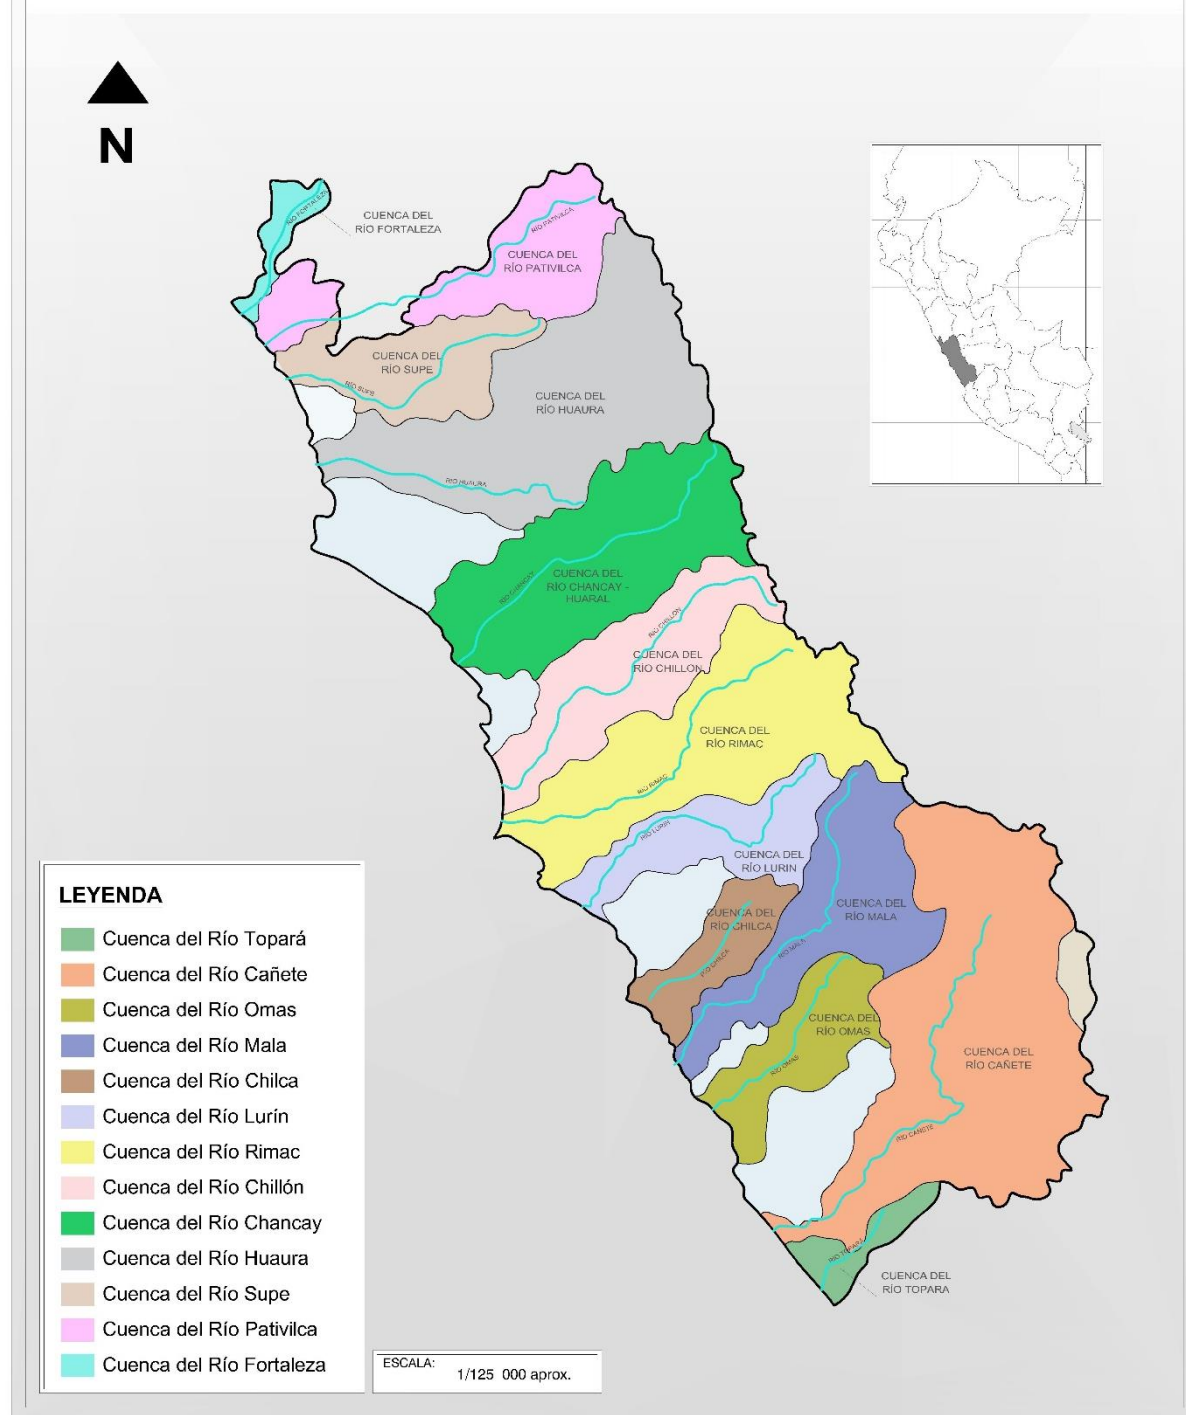 N
RÍO FORTALEZA
CUENCA DEL
RÍO FORTALEZA
RÍO PATIVILCA
CUENCA DEL
RÍO PATIVILCA
CUENCA DEL
RÍO SUPE
RÍO SUPE
CUENCA DEL
RÍO HUAURA
RIO HUAURA
CUENCA DEL
RÍO CHANCAY -
HUARAL
RÍO CHANCAY
RÍO CHILLON
CUENCA DEL
RÍO CHILLON
CUENCA DEL
RÍO RIMAC
RÍO RIMAC
RÍO LURIN
CUENCA DEL
RÍO LURIN
CUENCA DEL
RÍO CHILCA
RÍO CHILCA
CUENCA DEL
RÍO MALA
RÍO MALA
CUENCA DEL
RÍO OMAS
RÍO OMAS
CUENCA DEL
RÍO CAÑETE
RÍO CAÑETE
RÍO TOPARÁ
CUENCA DEL
RÍO TOPARA
LEYENDA
Cuenca del Río Topará
Cuenca del Río Cañete
Cuenca del Río Omas
Cuenca del Río Mala
Cuenca del Río Chilca
Cuenca del Río Lurín
Cuenca del Río Rimac
Cuenca del Río Chillón
Cuenca del Río Chancay
Cuenca del Río Huaura
Cuenca del Río Supe
Cuenca del Río Pativilca
Cuenca del Río Fortaleza
ESCALA:
1/125 000 aprox.